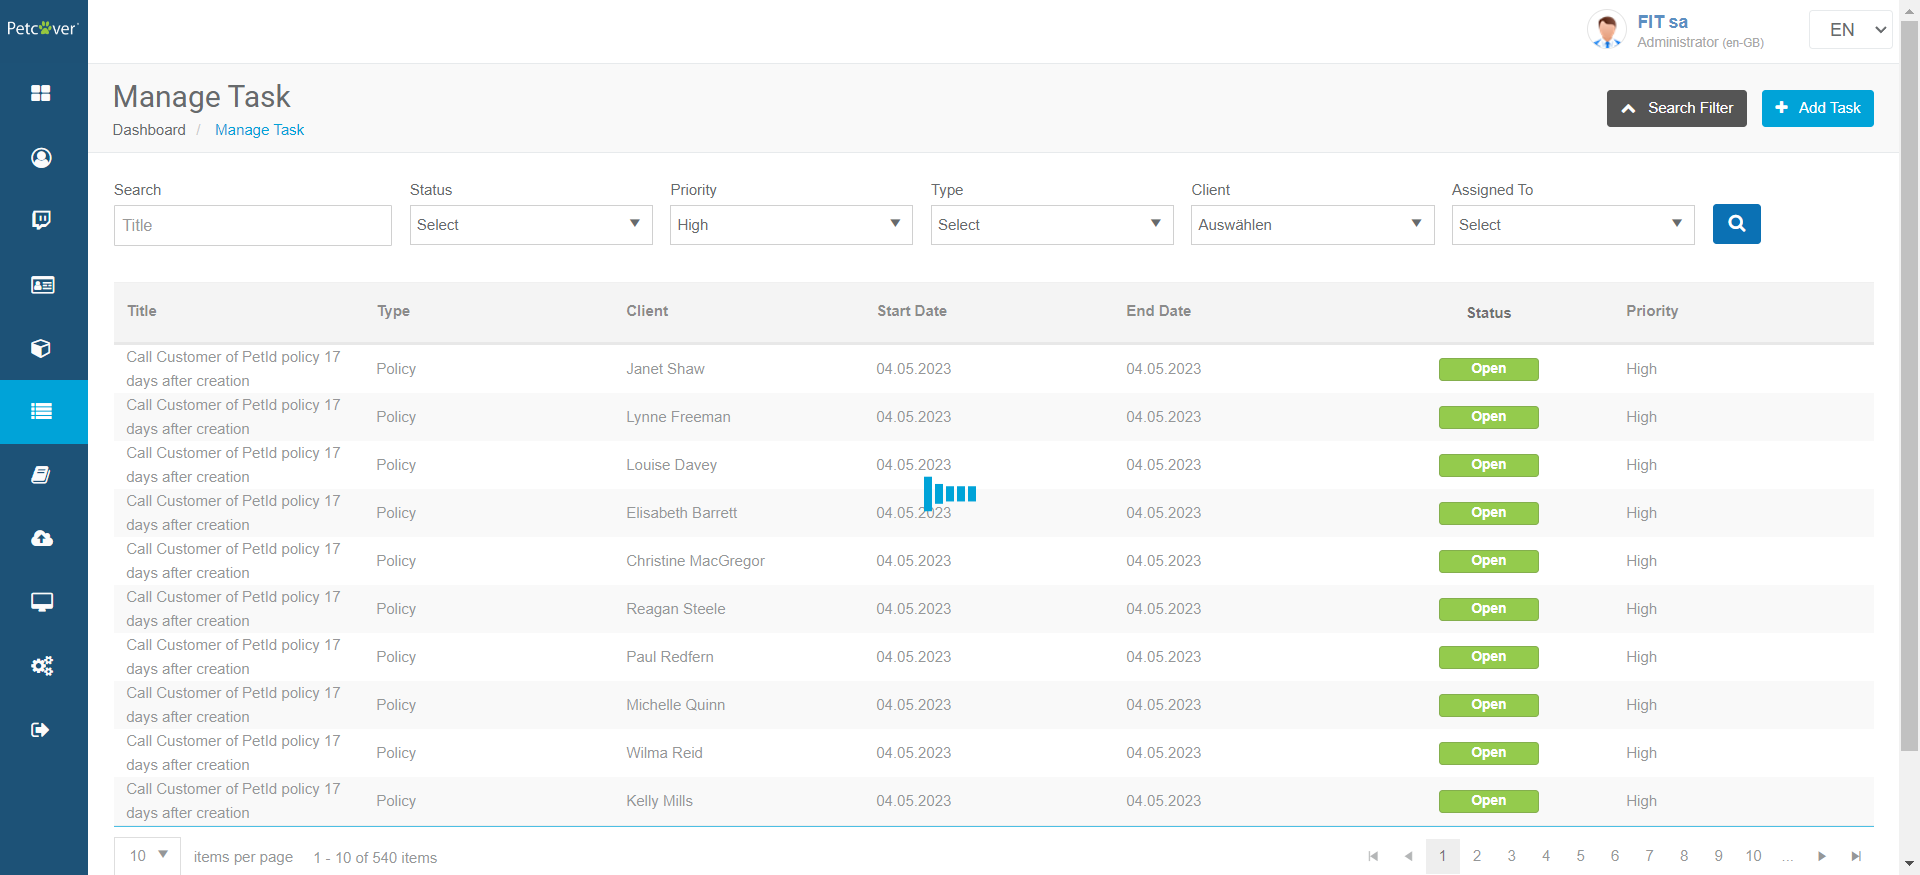 Petcover
FIT sa
Administrator (en-GB)
EN
Manage Task
Dashboard / Manage Task
Search Filter
Add Task
Search Status Priority Type Client Assigned To
Title Select High Select Auswählen Select
Title Type Client Start Date End Date Status Priority
Call Customer of PetId policy 17
days after creation
Policy Janet Shaw 04.05.2023 04.05.2023 Open High
Call Customer of PetId policy 17
days after creation
Policy Lynne Freeman 04.05.2023 04.05.2023 Open High
Call Customer of PetId policy 17
days after creation
Policy Louise Davey 04.05.2023 04.05.2023 Open High
Call Customer of PetId policy 17
days after creation
Policy Elisabeth Barrett 04.05.2023 04.05.2023 Open High
Call Customer of PetId policy 17
days after creation
Policy Christine MacGregor 04.05.2023 04.05.2023 Open High
Call Customer of PetId policy 17
days after creation
Policy Reagan Steele 04.05.2023 04.05.2023 Open High
Call Customer of PetId policy 17
days after creation
Policy Paul Redfern 04.05.2023 04.05.2023 Open High
Call Customer of PetId policy 17
days after creation
Policy Michelle Quinn 04.05.2023 04.05.2023 Open High
Call Customer of PetId policy 17
days after creation
Policy Wilma Reid 04.05.2023 04.05.2023 Open High
Call Customer of PetId policy 17
days after creation
Policy Kelly Mills 04.05.2023 04.05.2023 Open High
10 items per page 1 - 10 of 540 items 1 2 3 4 5 6 7 8 9 10 ...